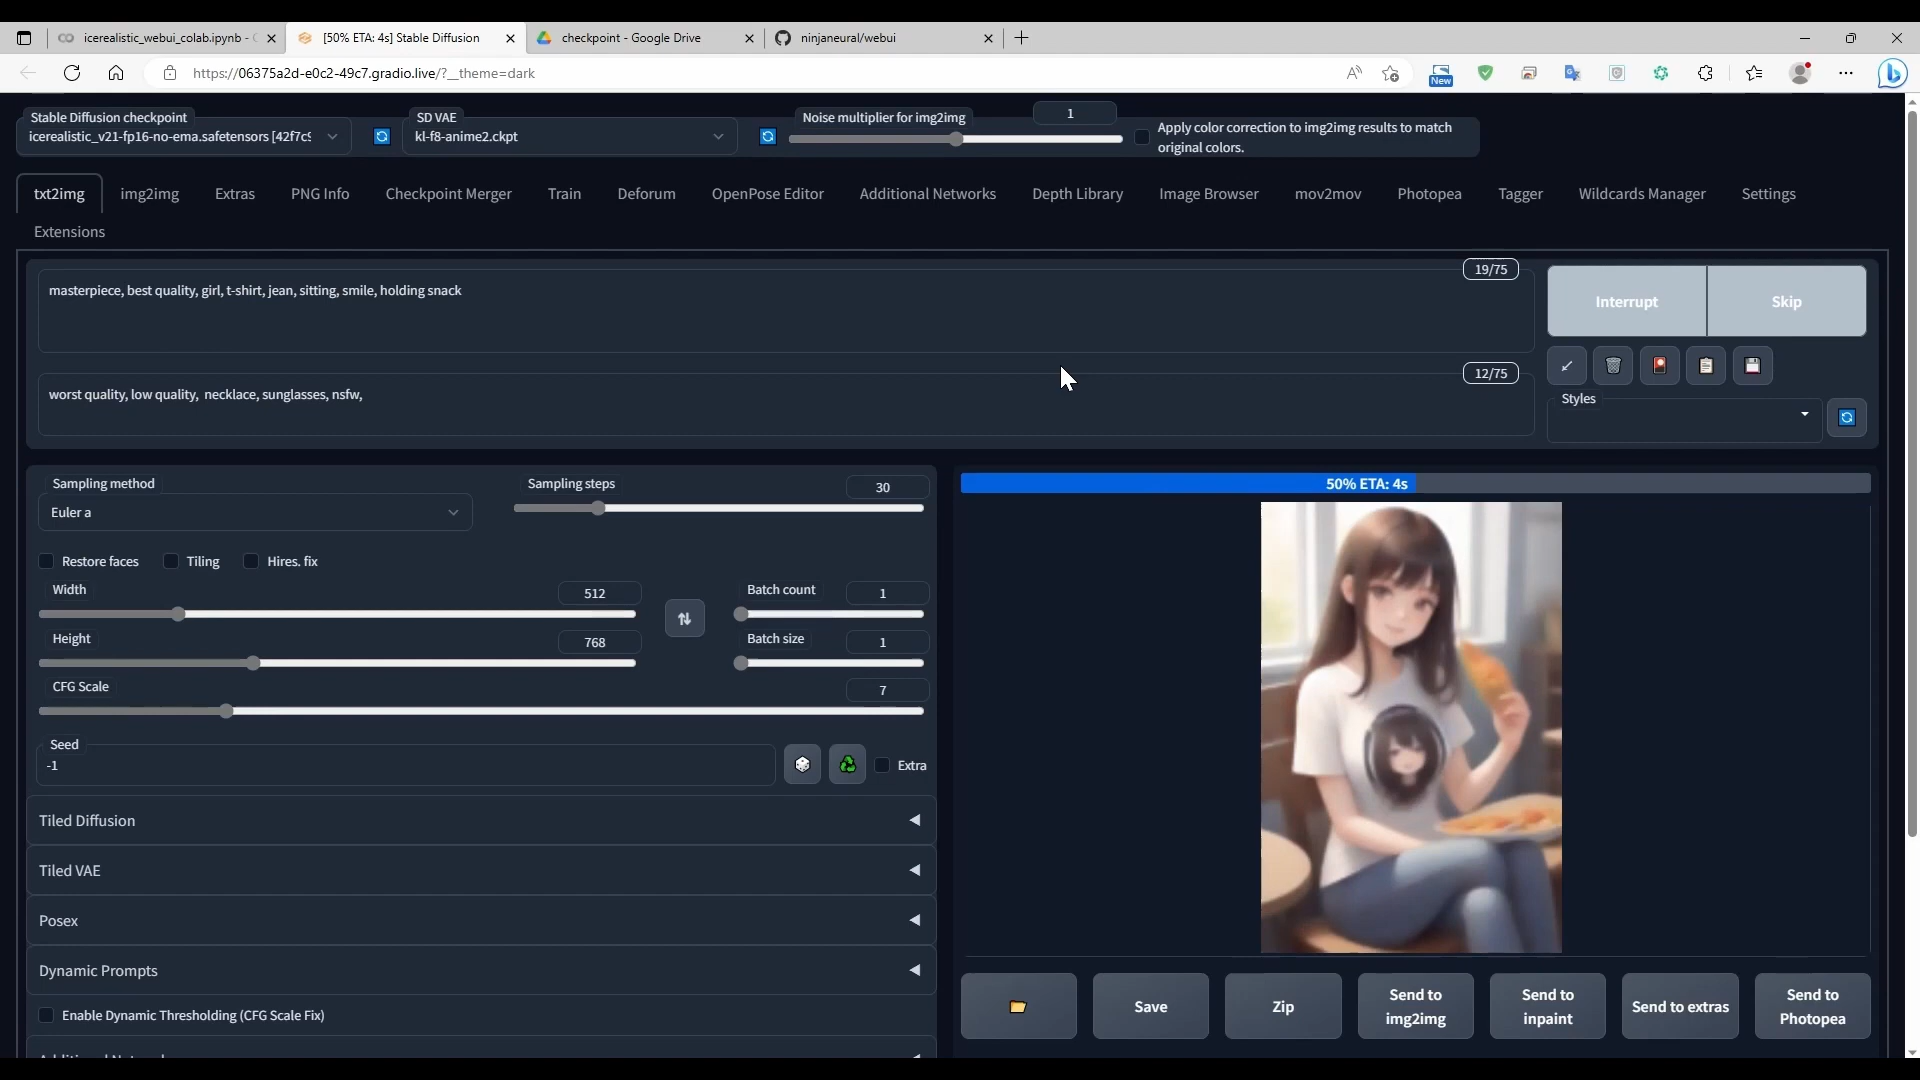 icerealistic_webui_colab.ipynb - C
[50% ETA: 4s] Stable Diffusion
checkpoint - Google Drive
ninjaneural/webui
https://06375a2d-e0c2-49c7.gradio.live/?__theme=dark
New
Stable Diffusion checkpoint
icerealistic_v21-fp16-no-ema.safetensors [42f7c9
SD VAE
kl-f8-anime2.ckpt
Noise multiplier for img2img
1
Apply color correction to img2img results to match
original colors.
txt2img
img2img
Extras
PNG Info
Checkpoint Merger
Train
Deforum
OpenPose Editor
Additional Networks
Depth Library
Image Browser
mov2mov
Photopea
Tagger
Wildcards Manager
Settings
Extensions
19/75
masterpiece, best quality, girl, t-shirt, jean, sitting, smile, holding snack
Interrupt
Skip
12/75
worst quality, low quality,  necklace, sunglasses, nsfw,
Styles
Sampling method
Euler a
Sampling steps
30
50% ETA: 4s
Restore faces
Tiling
Hires. fix
Width
512
Batch count
1
Height
768
Batch size
1
CFG Scale
7
Seed
-1
Extra
Tiled Diffusion
Tiled VAE
Posex
Dynamic Prompts
Enable Dynamic Thresholding (CFG Scale Fix)
Save
Zip
Send to
img2img
Send to
inpaint
Send to extras
Send to
Photopea